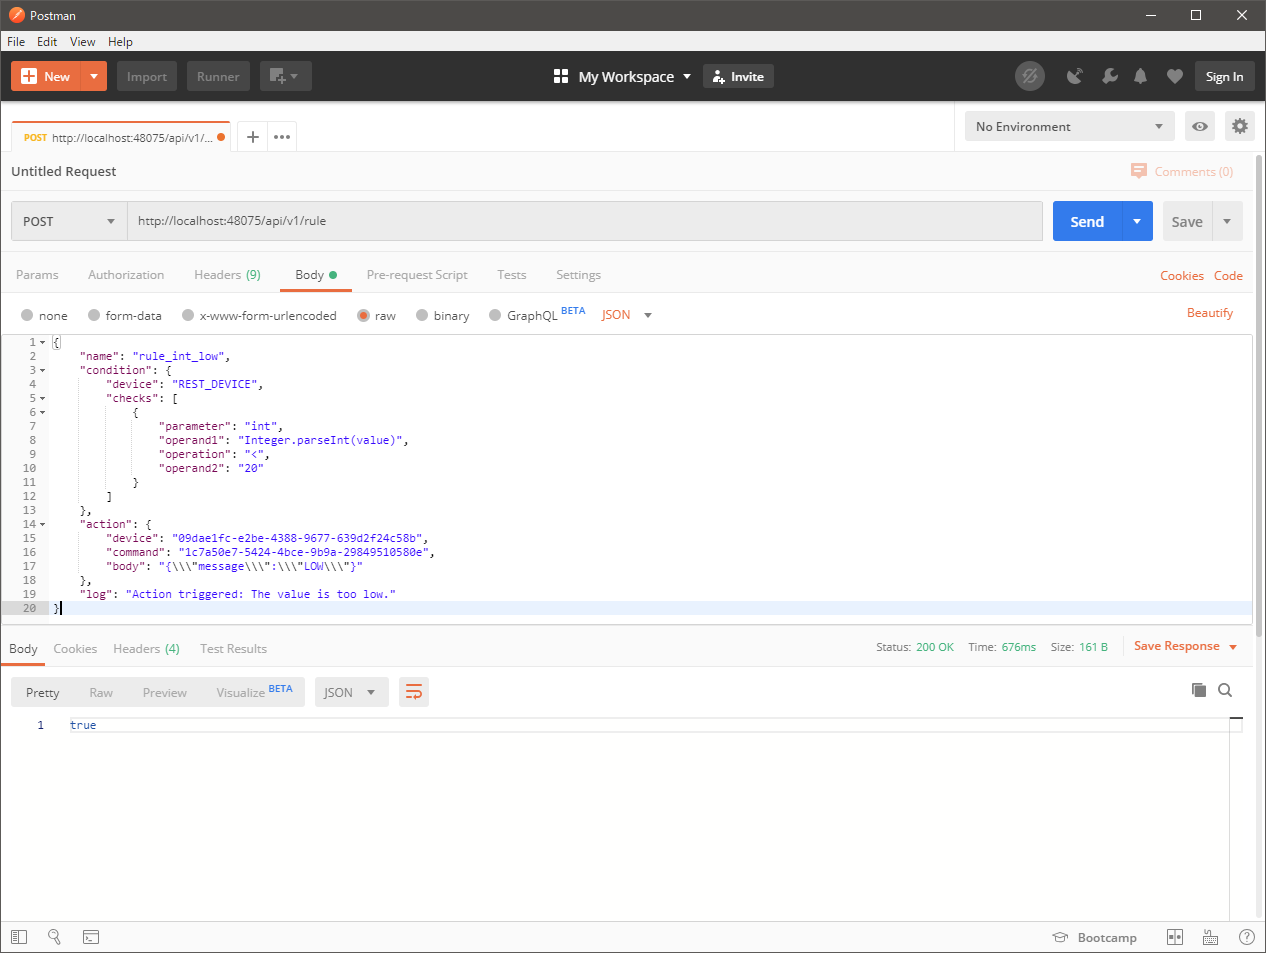 Postman
File Edit View Help
New Import Runner My Workspace Invite Sign In
POST http://localhost:48075/api/v1/... No Environment
Untitled Request Comments (0)
POST http://localhost:48075/api/v1/rule Send Save
Params Authorization Headers (9) Body Pre-request Script Tests Settings Cookies Code
none form-data x-www-form-urlencoded raw binary GraphQL BETA JSON Beautify
1 {
2 "name": "rule_int_low",
3 "condition": {
4 "device": "REST_DEVICE",
5 "checks": [
6 {
7 "parameter": "int",
8 "operand1": "Integer.parseInt(value)",
9 "operation": "<",
10 "operand2": "20"
11 }
12 ]
13 },
14 "action": {
15 "device": "09dae1fc-e2be-4388-9677-639d2f24c58b",
16 "command": "1c7a50e7-5424-4bce-9b9a-29849510580e",
17 "body": "{\\\"message\\\":\\\"LOW\\\"}"
18 },
19 "log": "Action triggered: The value is too low."
20 }
Body Cookies Headers (4) Test Results Status: 200 OK Time: 676ms Size: 161 B Save Response
Pretty Raw Preview Visualize BETA JSON
1 true
Bootcamp